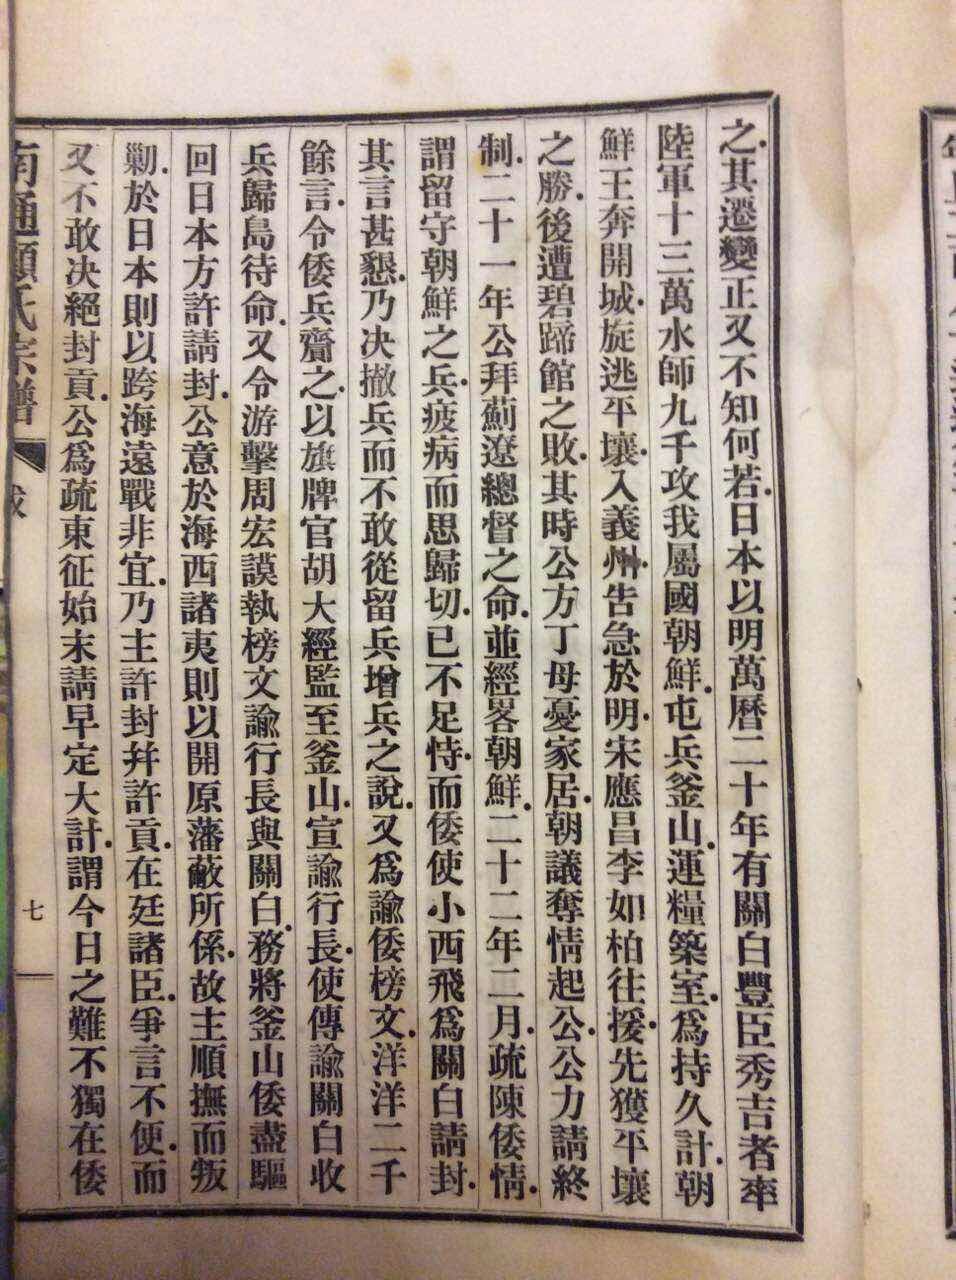 之.其遷變正又不知何若.日本以明萬曆二十年有關白豐臣秀吉者率
陸軍十三萬水師九千攻我屬國朝鮮.屯兵釜山.運糧築室.為持久計.朝
鮮王奔開城.旋逃平壤.入義州.告急於明.宋應昌李如柏往援.先獲平壤
之勝.後遭碧蹄館之敗.其時公方丁母憂家居.朝議奪情起公.公力請終
制.二十一年公拜薊遼總督之命.並經畧朝鮮.二十二年二月.疏陳倭情.
謂留守朝鮮之兵.疲病而思歸切.已不足恃.而倭使小西飛爲關白請封.
其言甚懇.乃决撤兵而不敢從留兵增兵之說.又爲諭倭榜文.洋洋二千
餘言.令倭兵齎之.以旗牌官胡大經監至釜山.宣諭行長.使傳諭關白收
兵歸島待命.又令游擊周宏謨執榜文諭行長與關白.務將釜山倭盡驅
回日本方許請封.公意於海西諸夷則以開原藩蔽所係.故主順撫而叛
剿.於日本則以跨海遠戰非宜.乃主許封幷許貢.在廷諸臣.爭言不便.而
又不敢决絕封貢.公爲疏東征始末請早定大計.謂今日之難不獨在倭
南通顧氏宗譜
七